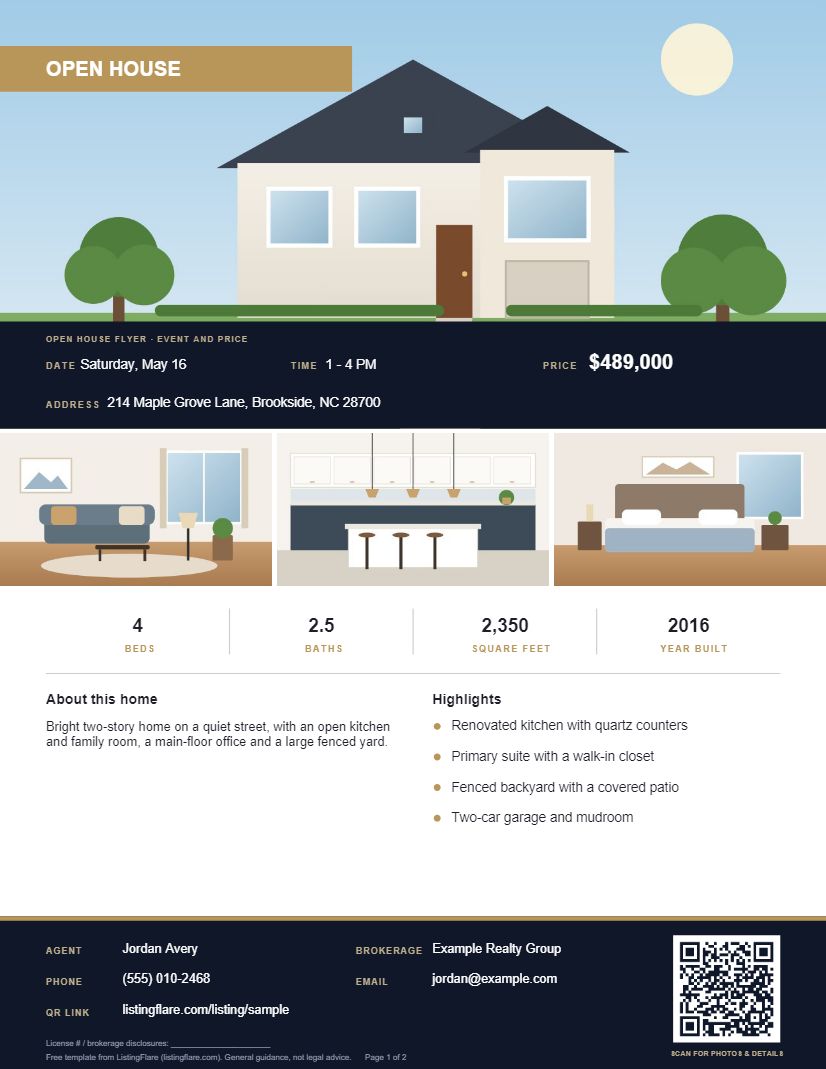 OPEN HOUSE
OPEN HOUSE FLYER · EVENT AND PRICE
DATE Saturday, May 16
TIME 1 - 4 PM
PRICE $489,000
ADDRESS 214 Maple Grove Lane, Brookside, NC 28700
4
BEDS
2.5
BATHS
2,350
SQUARE FEET
2016
YEAR BUILT
About this home
Bright two-story home on a quiet street, with an open kitchen
and family room, a main-floor office and a large fenced yard.
Highlights
Renovated kitchen with quartz counters
Primary suite with a walk-in closet
Fenced backyard with a covered patio
Two-car garage and mudroom
AGENT Jordan Avery
BROKERAGE Example Realty Group
PHONE (555) 010-2468
EMAIL jordan@example.com
QR LINK listingflare.com/listing/sample
SCAN FOR PHOTOS & DETAILS
License # / brokerage disclosures: ______________________
Free template from ListingFlare (listingflare.com). General guidance, not legal advice. Page 1 of 2